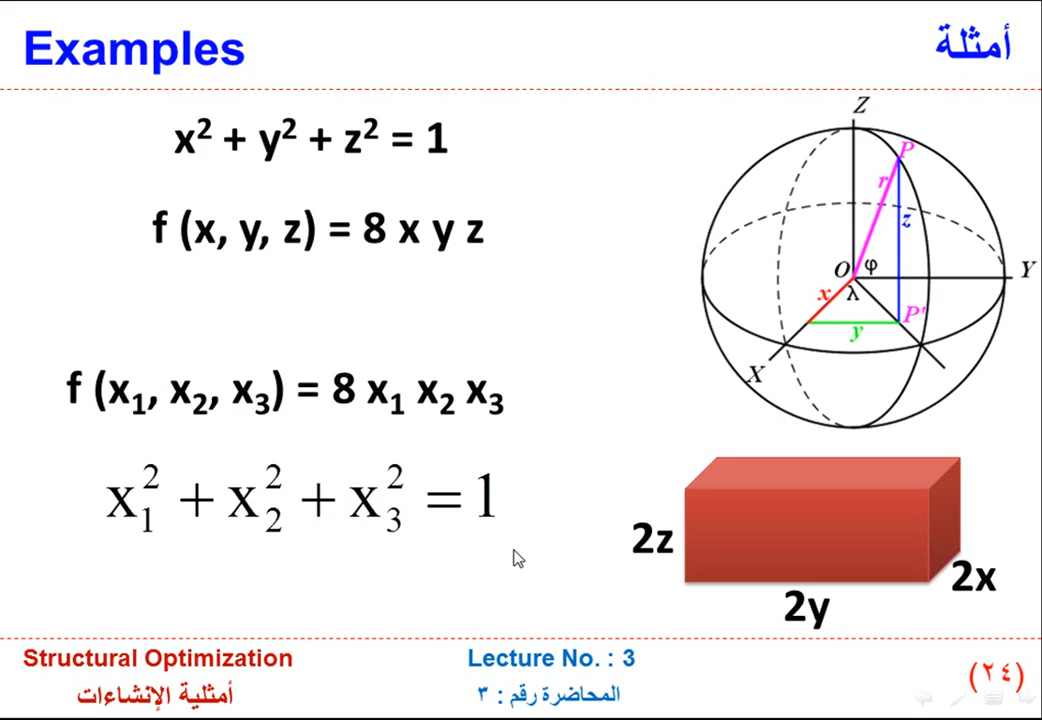 Examples
أمثلة
x² + y² + z² = 1
f (x, y, z) = 8 x y z
f (x₁, x₂, x₃) = 8 x₁ x₂ x₃
x₁² + x₂² + x₃² = 1
Z
P
r
z
O φ
Y
x λ
P'
y
X
2z
2x
2y
Structural Optimization
أمثلية الإنشاءات
Lecture No. : 3
المحاضرة رقم : ٣
(٢٤)